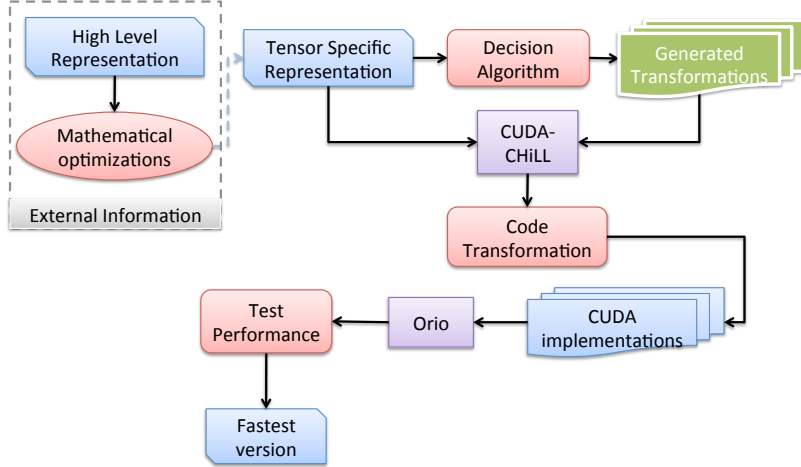 High Level
Representation
Tensor Specific
Representation
Decision
Algorithm
Generated
Transformations
Mathematical
optimizations
CUDA-
CHiLL
External Information
Code
Transformation
Test
Performance
Orio
CUDA
implementations
Fastest
version